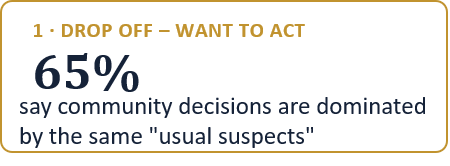 1 · DROP OFF – WANT TO ACT
65%
say community decisions are dominated
by the same "usual suspects"